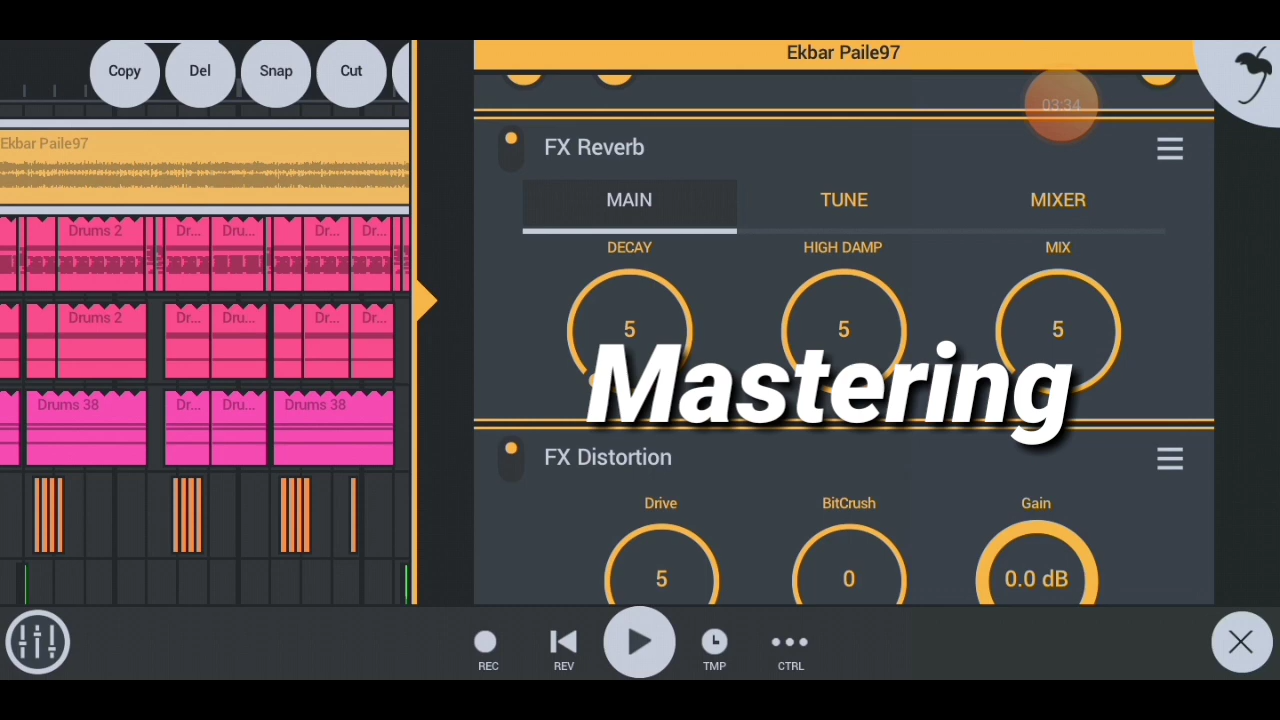 Copy Del Snap Cut
Ekbar Paile97
03:34
Ekbar Paile97
FX Reverb
MAIN TUNE MIXER
DECAY HIGH DAMP MIX
5 5 5
Mastering
FX Distortion
Drive BitCrush Gain
5 0 0.0 dB
Drums 2 Dr... Dru... Dr... Dr...
Drums 2 Dr... Dru... Dr... Dr...
Drums 38 Dr... Dru... Drums 38
REC REV TMP CTRL